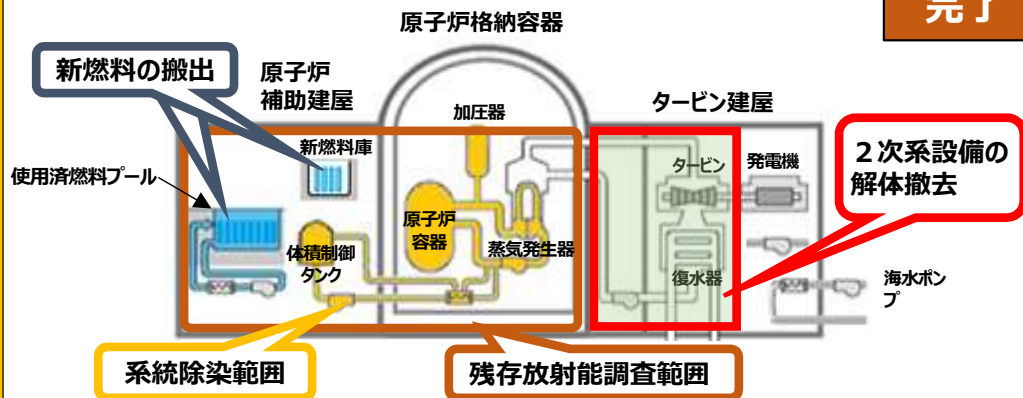 完了
原子炉格納容器
新燃料の搬出
原子炉
補助建屋
加圧器
タービン建屋
新燃料庫
使用済燃料プール
タービン
発電機
２次系設備の
解体撤去
原子炉
容器
体積制御
タンク
蒸気発生器
復水器
海水ポン
プ
系統除染範囲
残存放射能調査範囲